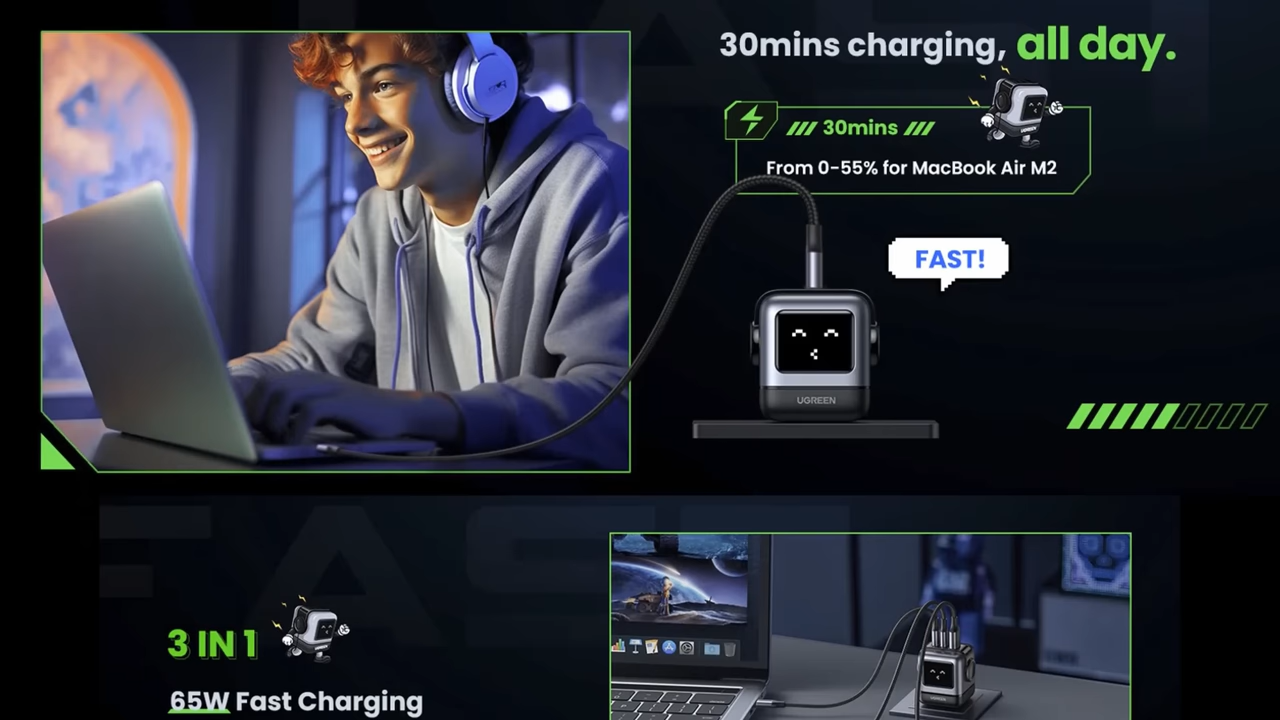 30mins charging, all day.
30mins
From 0-55% for MacBook Air M2
FAST!
UGREEN
FAST
3 IN 1
65W Fast Charging